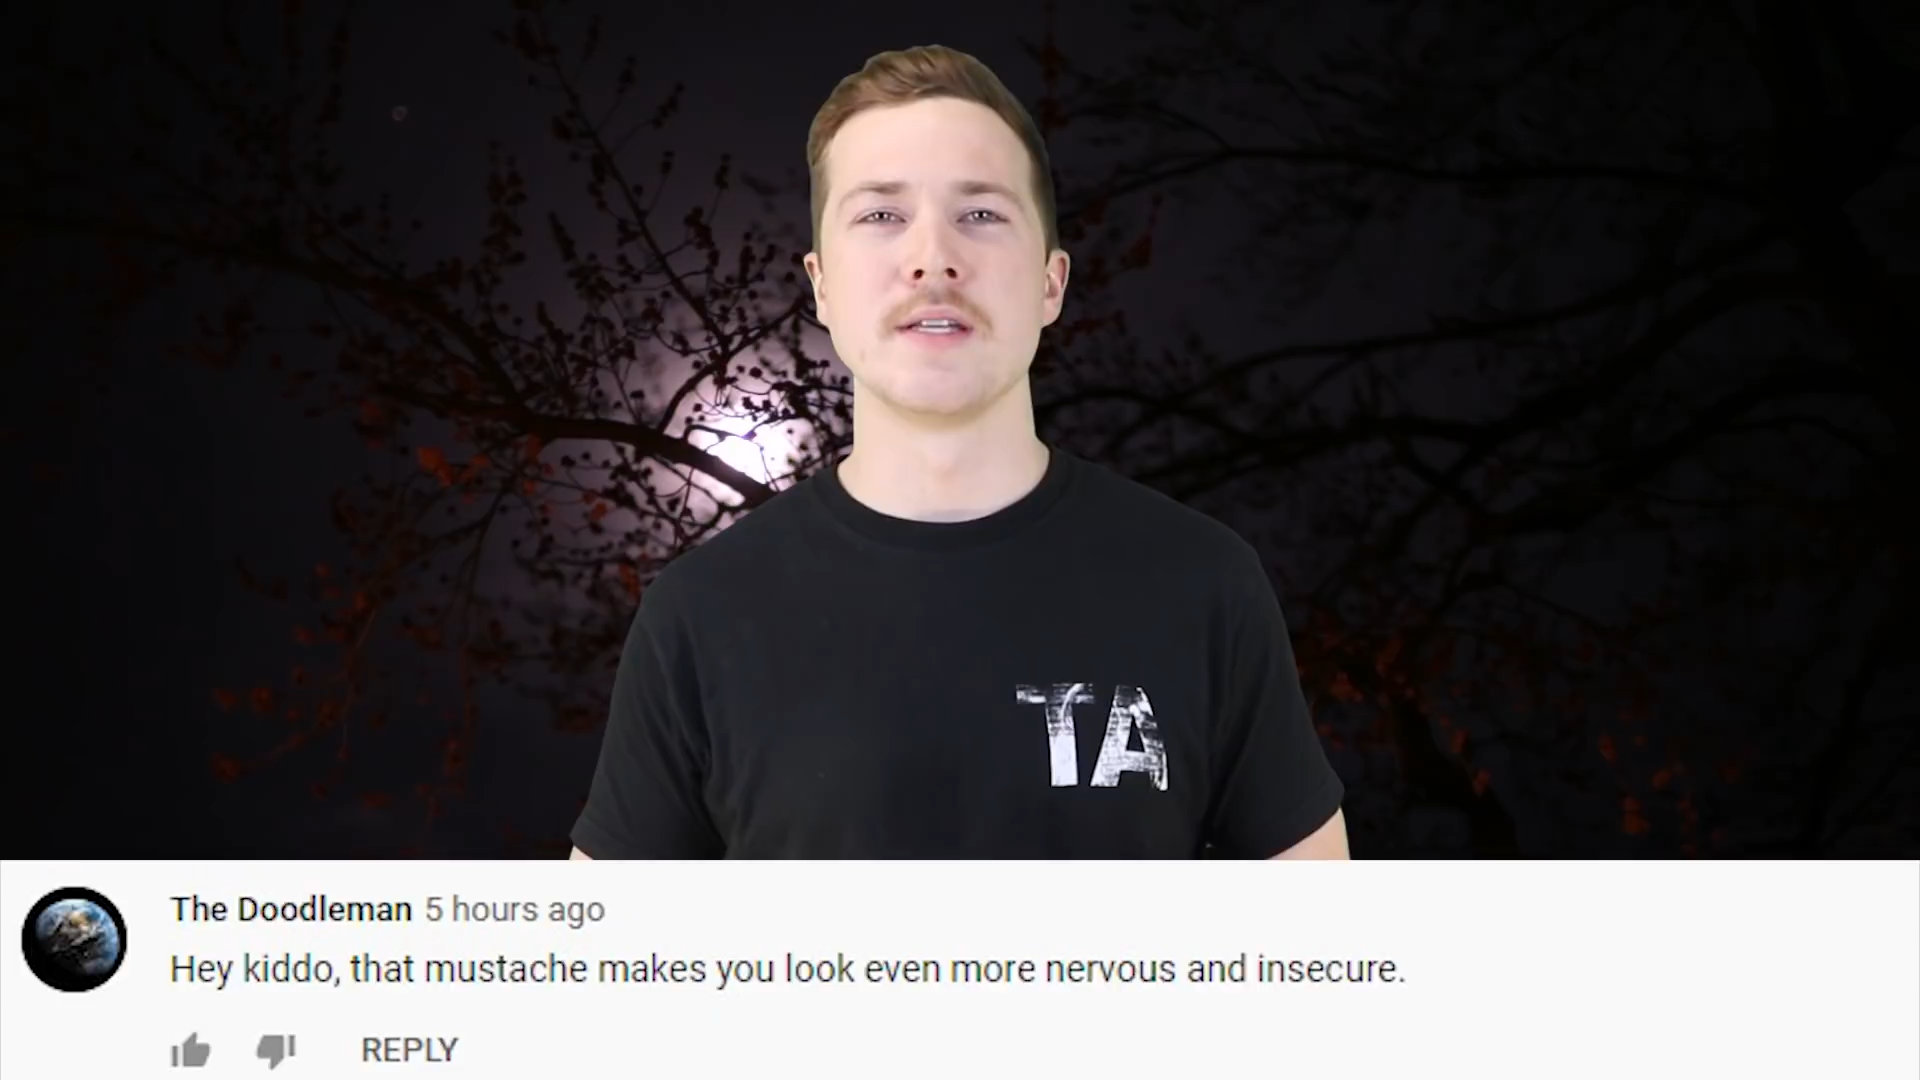 TA
The Doodleman 5 hours ago
Hey kiddo, that mustache makes you look even more nervous and insecure.
REPLY